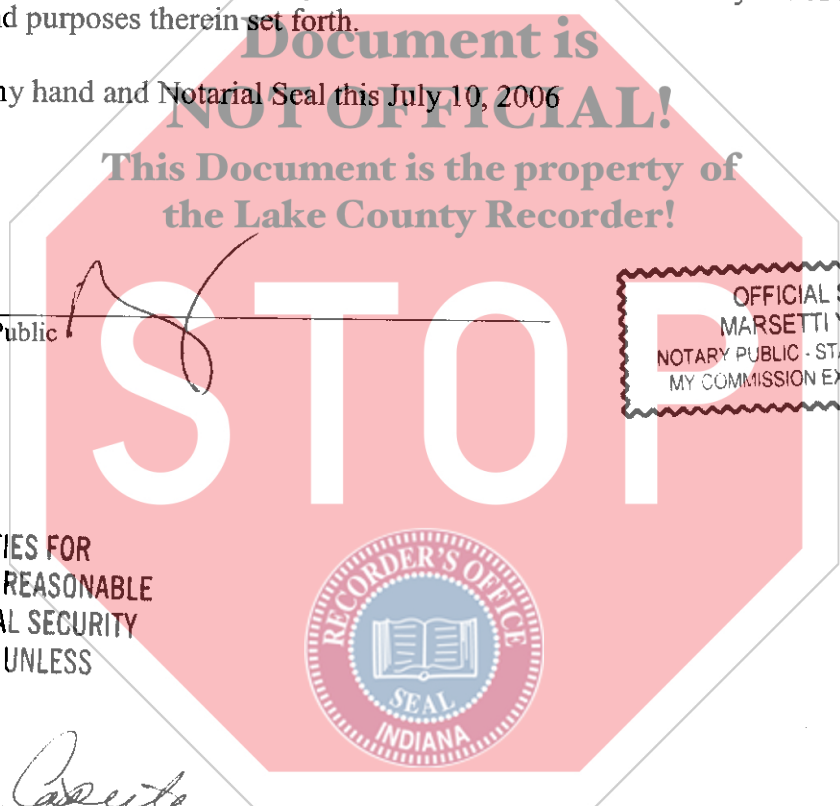 d purposes therein set forth.
Document is
ny hand and Notarial Seal this July 10, 2006
NOT OFFICIAL!
This Document is the property of
the Lake County Recorder!
STOP
Public
OFFICIAL S
MARSETTI Y
NOTARY PUBLIC - STA
MY COMMISSION EX
TIES FOR
REASONABLE
AL SECURITY
UNLESS
RECORDER'S OFFICE
SEAL
INDIANA